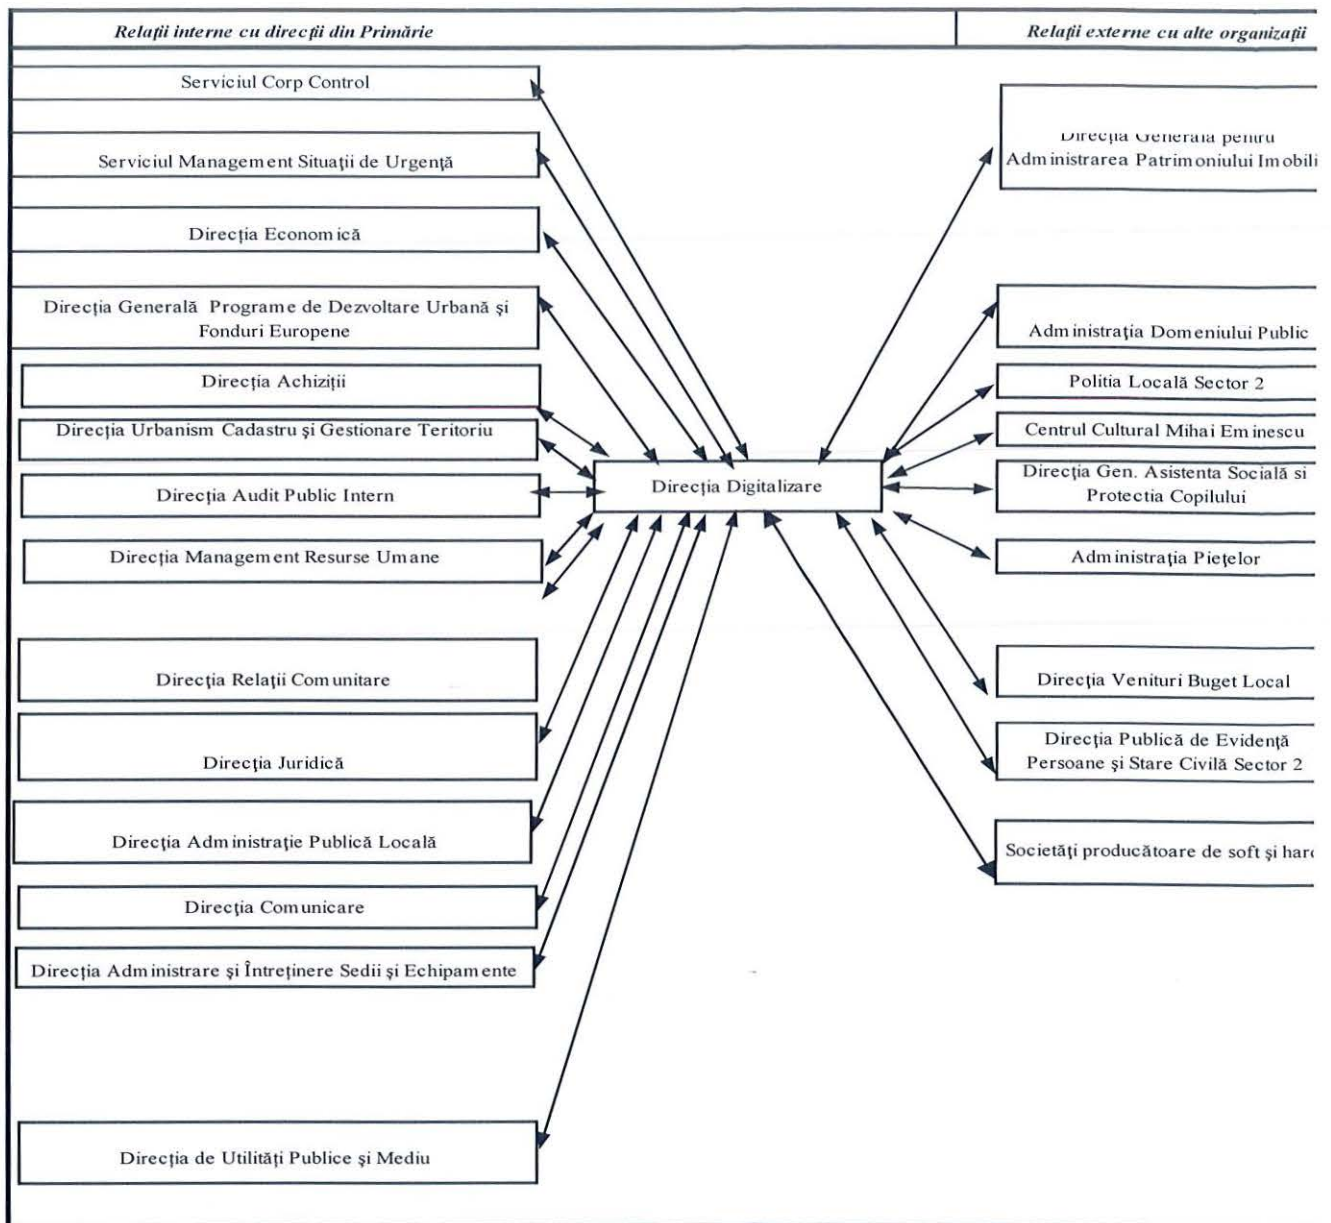 Relații interne cu direcții din Primărie
Relații externe cu alte organizații
Serviciul Corp Control
Serviciul Management Situații de Urgență
Direcția Economică
Direcția Generală Programe de Dezvoltare Urbană și
Fonduri Europene
Direcția Achiziții
Direcția Urbanism Cadastru și Gestionare Teritoriu
Direcția Audit Public Intern
Direcția Management Resurse Umane
Direcția Relații Comunitare
Direcția Juridică
Direcția Administrație Publică Locală
Direcția Comunicare
Direcția Administrare și Întreținere Sedii și Echipamente
Direcția de Utilități Publice și Mediu
Direcția Digitalizare
Direcția Generală pentru
Administrarea Patrimoniului Imobili
Administrația Domeniului Public
Politia Locală Sector 2
Centrul Cultural Mihai Eminescu
Direcția Gen. Asistenta Socială si
Protectia Copilului
Administrația Piețelor
Direcția Venituri Buget Local
Direcția Publică de Evidență
Persoane și Stare Civilă Sector 2
Societăți producătoare de soft și hard